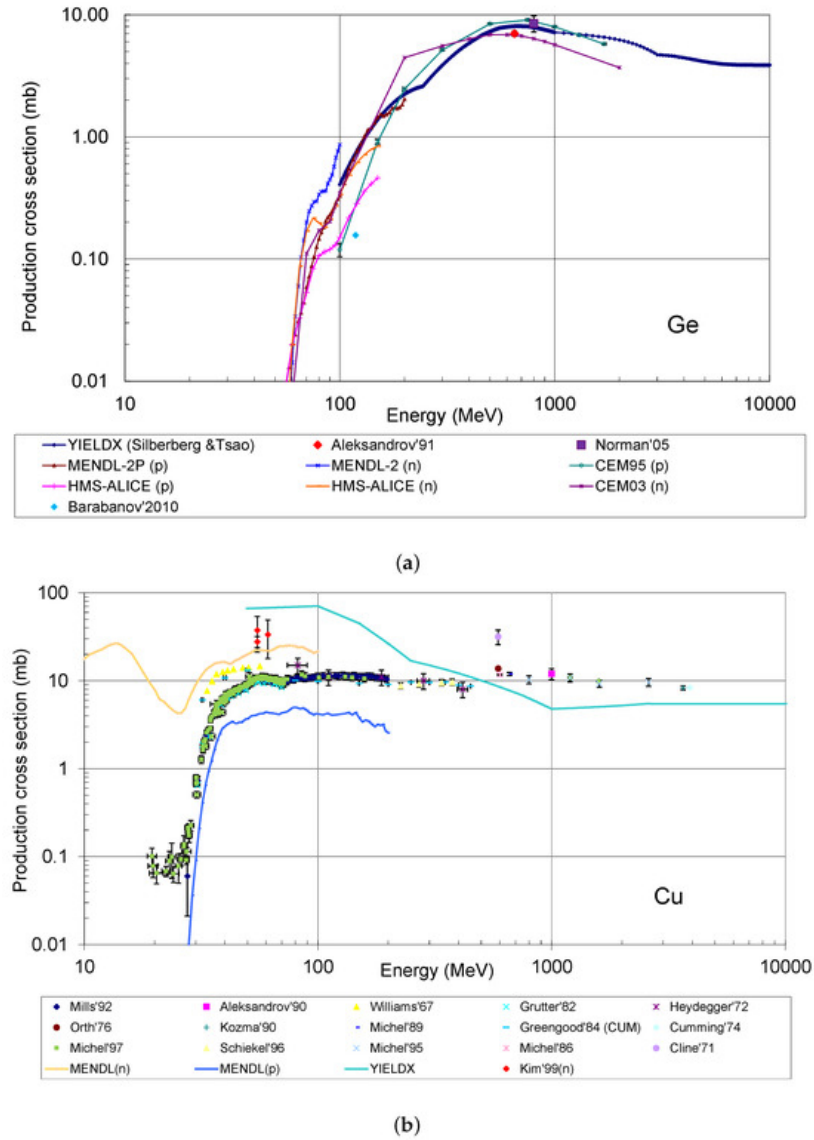 10.00
1.00
0.10
0.01
Production cross section (mb)
Ge
10 100 1000 10000
Energy (MeV)
YIELDX (Silberberg &Tsao) Aleksandrov'91 Norman'05
MENDL-2P (p) MENDL-2 (n) CEM95 (p)
HMS-ALICE (p) HMS-ALICE (n) CEM03 (n)
Barabanov'2010
(a)
100
10
1
0.1
0.01
Production cross section (mb)
Cu
10 100 1000 10000
Energy (MeV)
Mills'92 Aleksandrov'90 Williams'67 Grutter'82 Heydegger'72
Orth'76 Kozma'90 Michel'89 Greengood'84 (CUM) Cumming'74
Michel'97 Schiekel'96 Michel'95 Michel'86 Cline'71
MENDL(n) MENDL(p) YIELDX Kim'99(n)
(b)